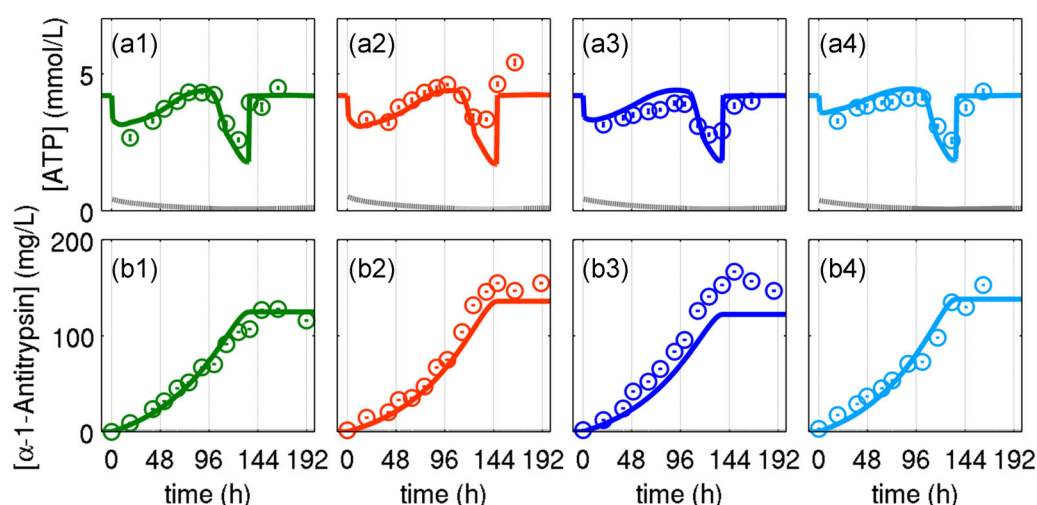 (a1) (a2) (a3) (a4)
[ATP] (mmol/L)
5
0
(b1) (b2) (b3) (b4)
[α-1-Antitrypsin] (mg/L)
200
100
0
0 48 96 144 192 0 48 96 144 192 0 48 96 144 192 0 48 96 144 192
time (h) time (h) time (h) time (h)